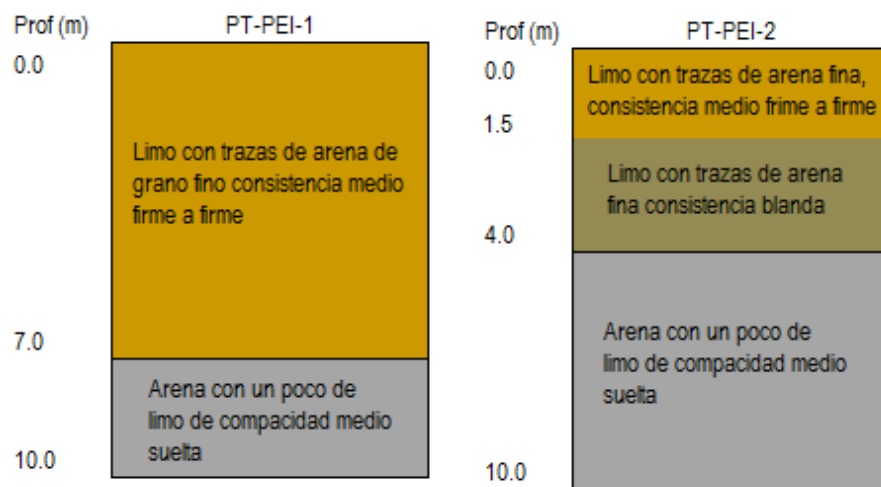 Prof (m)
PT-PEI-1
0.0
Limo con trazas de arena de
grano fino consistencia medio
firme a firme
7.0
Arena con un poco de
limo de compacidad medio
suelta
10.0
Prof (m)
PT-PEI-2
0.0
Limo con trazas de arena fina,
consistencia medio frime a firme
1.5
Limo con trazas de arena
fina consistencia blanda
4.0
Arena con un poco de
limo de compacidad medio
suelta
10.0